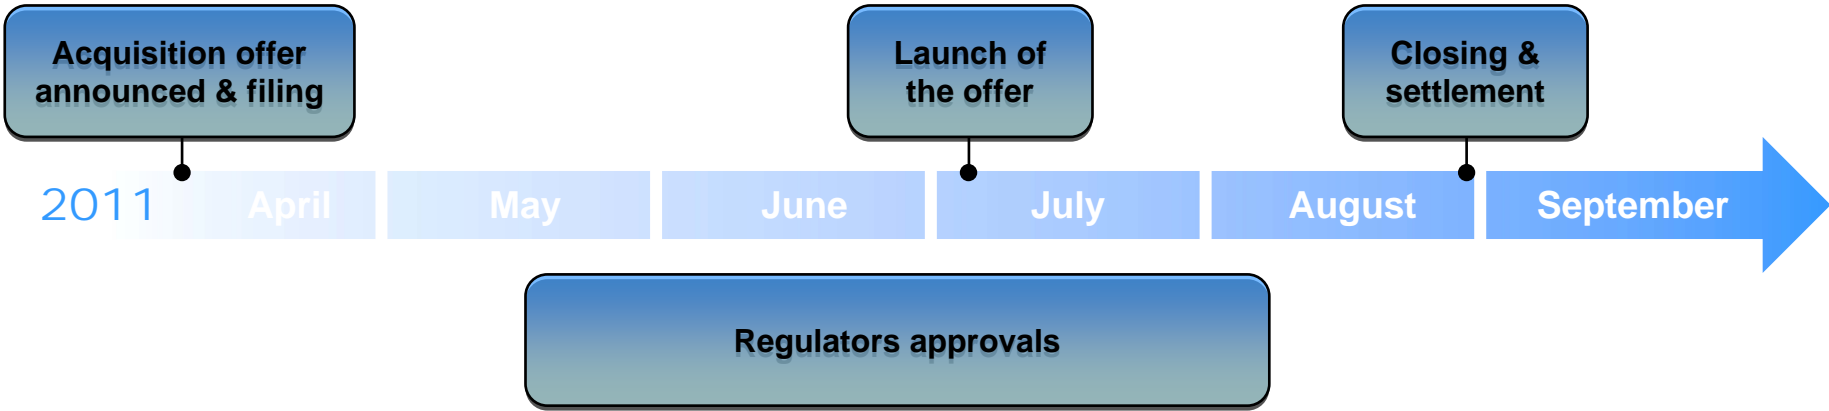 Acquisition offer
announced & filing
Launch of
the offer
Closing &
settlement
2011 April May June July August September
Regulators approvals